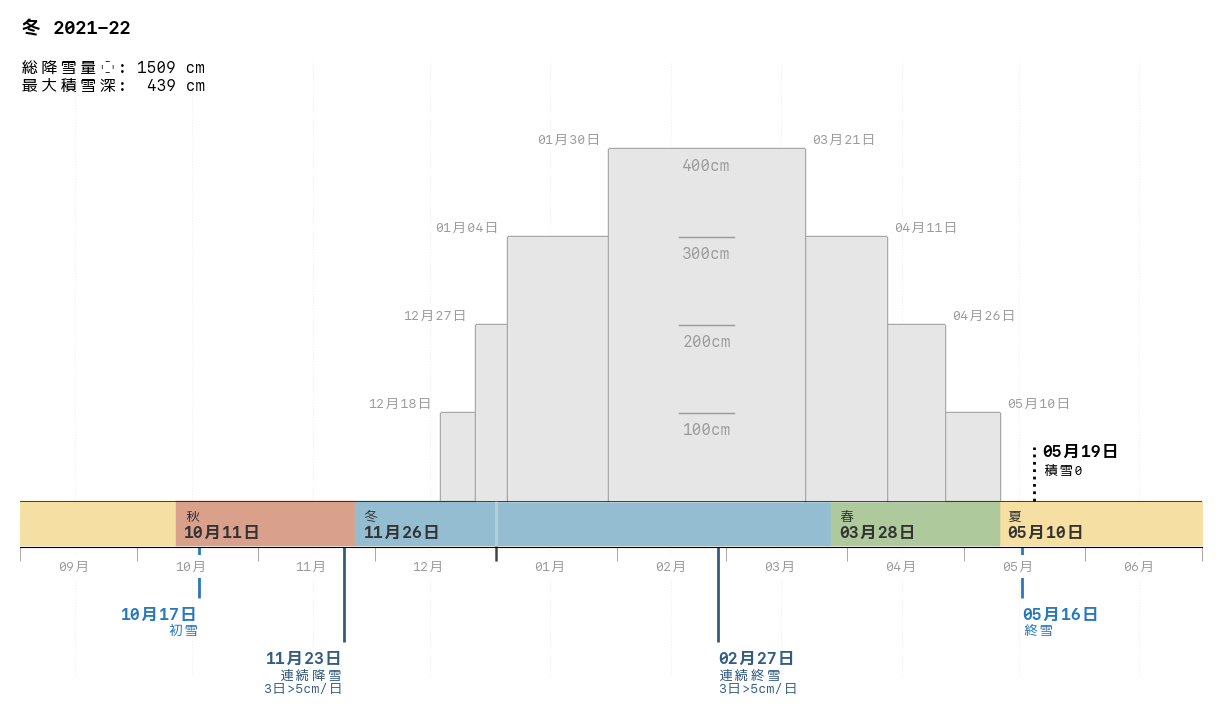 冬 2021–22
総降雪量◌: 1509 cm
最大積雪深: 439 cm
01月30日
03月21日
400cm
01月04日
04月11日
300cm
12月27日
04月26日
200cm
12月18日
05月10日
100cm
05月19日
積雪0
秋
10月11日
冬
11月26日
春
03月28日
夏
05月10日
09月
10月
11月
12月
01月
02月
03月
04月
05月
06月
10月17日
初雪
05月16日
終雪
11月23日
連続降雪
3日>5cm/日
02月27日
連続終雪
3日>5cm/日